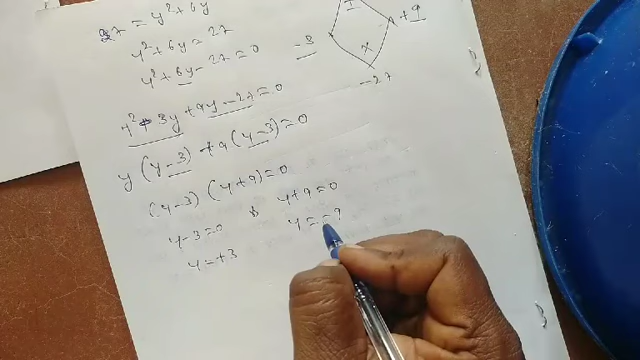 27 = y² + 6y
y² + 6y = 27
y² + 6y - 27 = 0
-3
+9
×
-27
y² - 3y + 9y - 27 = 0
y (y - 3) + 9 (y - 3) = 0
(y - 3) (y + 9) = 0
y - 3 = 0 & y + 9 = 0
y = +3 y = -9